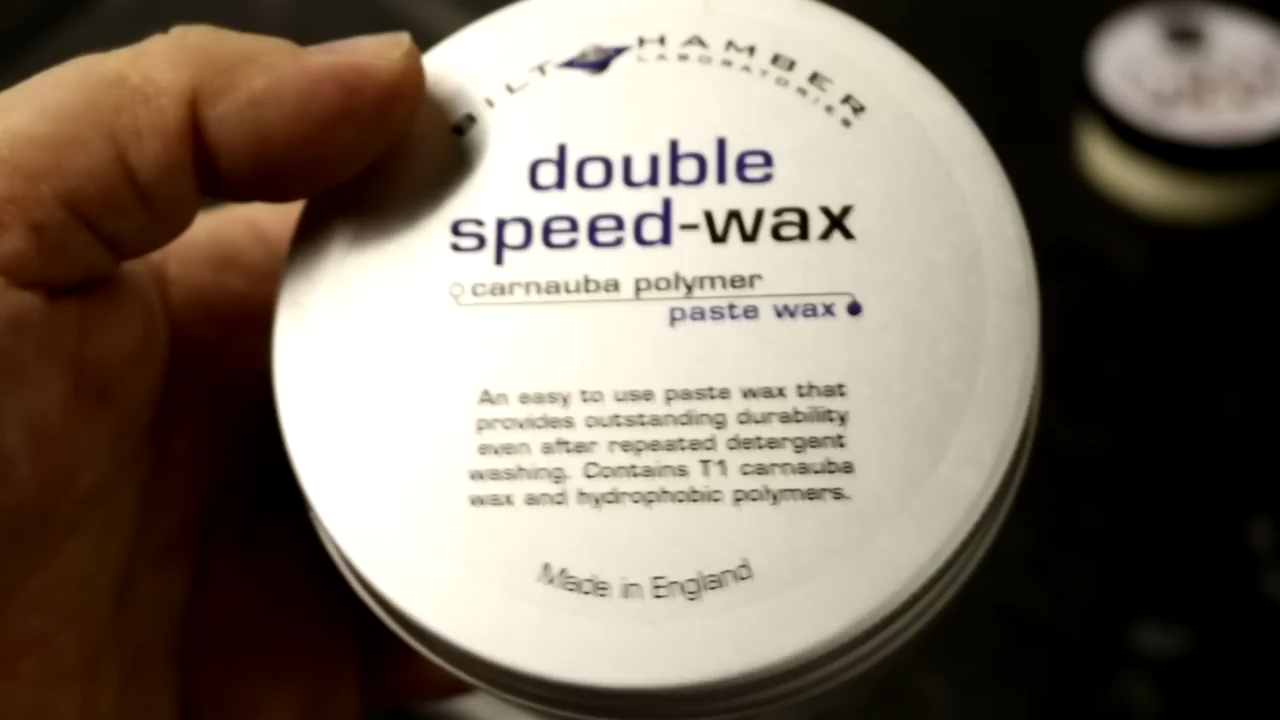 BILT HAMBER
LABORATORIES
double
speed-wax
carnauba polymer
paste wax
An easy to use paste wax that
provides outstanding durability
even after repeated detergent
washing. Contains T1 carnauba
wax and hydrophobic polymers.
Made in England